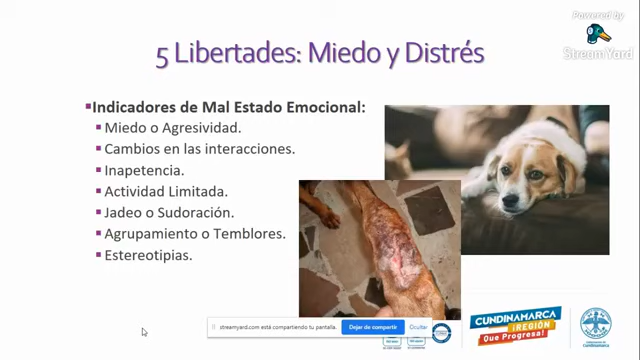 Powered by
StreamYard
5 Libertades: Miedo y Distrés
Indicadores de Mal Estado Emocional:
Miedo o Agresividad.
Cambios en las interacciones.
Inapetencia.
Actividad Limitada.
Jadeo o Sudoración.
Agrupamiento o Temblores.
Estereotipias.
streamyard.com está compartiendo tu pantalla.
Dejar de compartir
Ocultar
CUNDINAMARCA
¡REGIÓN
Que Progresa!
Cundinamarca